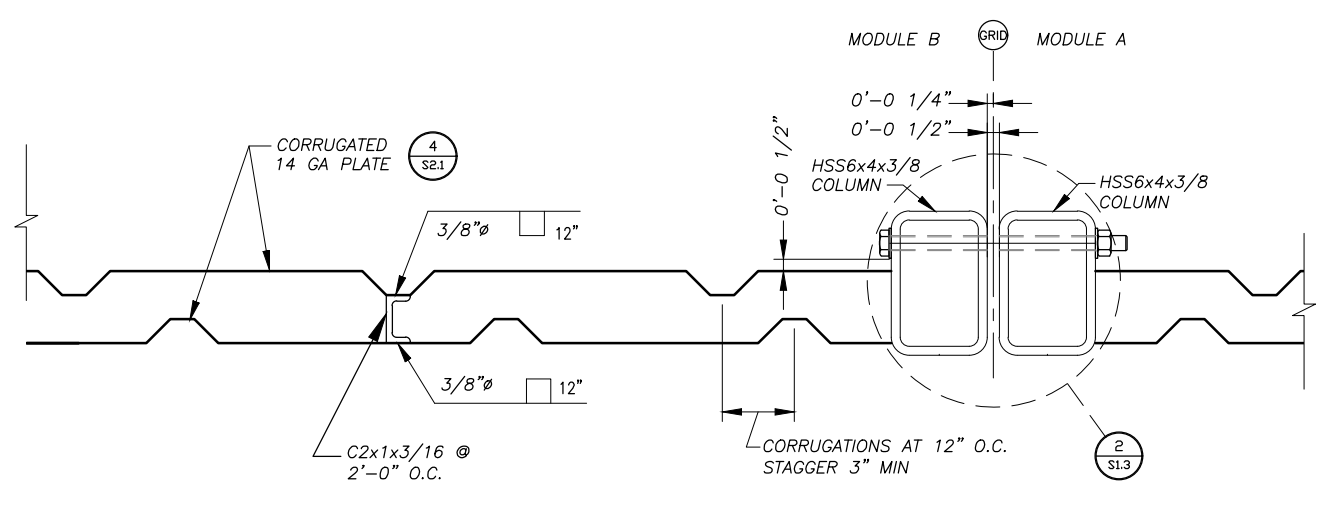 MODULE B
GRID
MODULE A
0'-0 1/4"
0'-0 1/2"
0'-0 1/2"
CORRUGATED
14 GA PLATE
4
S2.1
HSS6x4x3/8
COLUMN
HSS6x4x3/8
COLUMN
3/8"ø
12"
3/8"ø
12"
C2x1x3/16 @
2'-0" O.C.
CORRUGATIONS AT 12" O.C.
STAGGER 3" MIN
2
S1.3